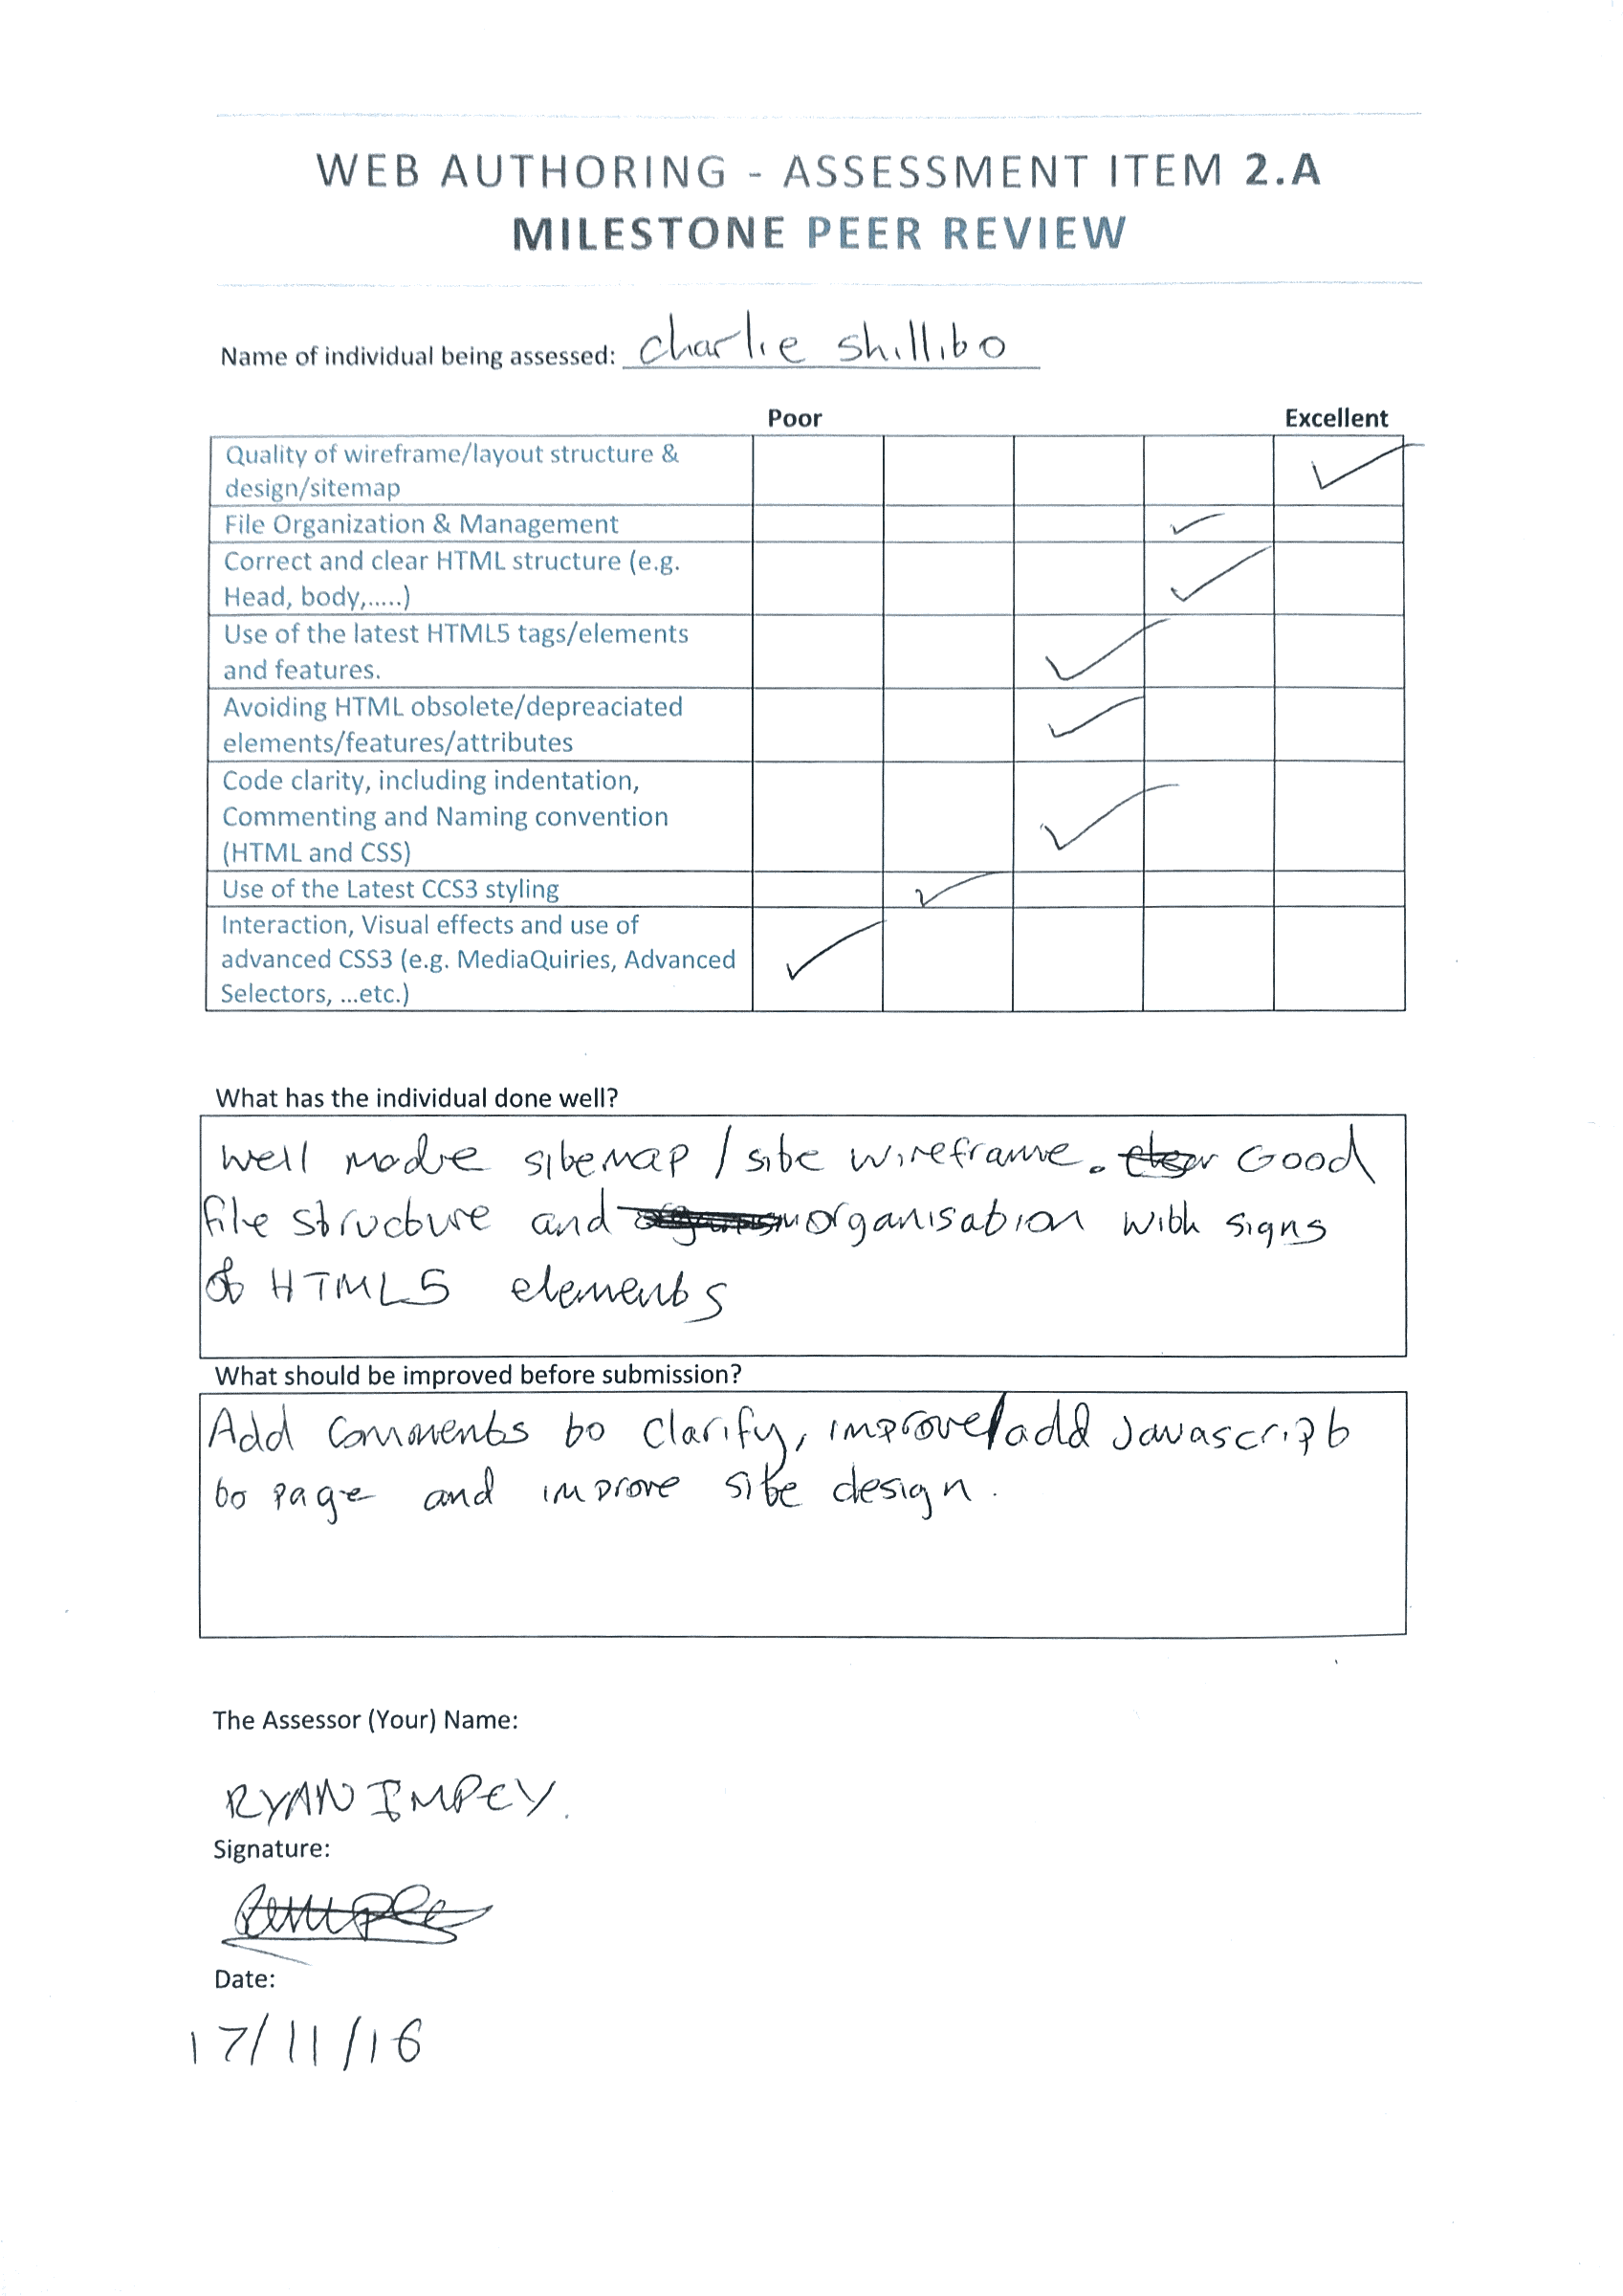 WEB AUTHORING - ASSESSMENT ITEM 2.A
MILESTONE PEER REVIEW
Name of individual being assessed: Charlie Shillibo
Poor Excellent
Quality of wireframe/layout structure &
design/sitemap
File Organization & Management
Correct and clear HTML structure (e.g.
Head, body,.....)
Use of the latest HTML5 tags/elements
and features.
Avoiding HTML obsolete/depreaciated
elements/features/attributes
Code clarity, including indentation,
Commenting and Naming convention
(HTML and CSS)
Use of the Latest CCS3 styling
Interaction, Visual effects and use of
advanced CSS3 (e.g. MediaQuiries, Advanced
Selectors, ...etc.)
What has the individual done well?
Well made sitemap / site wireframe. Good
file structure and organisation with signs
of HTML5 elements
What should be improved before submission?
Add comments to clarify, improve/add Javascript
to page and improve site design.
The Assessor (Your) Name:
RYAN IMPEY.
Signature:
Date:
17/11/16